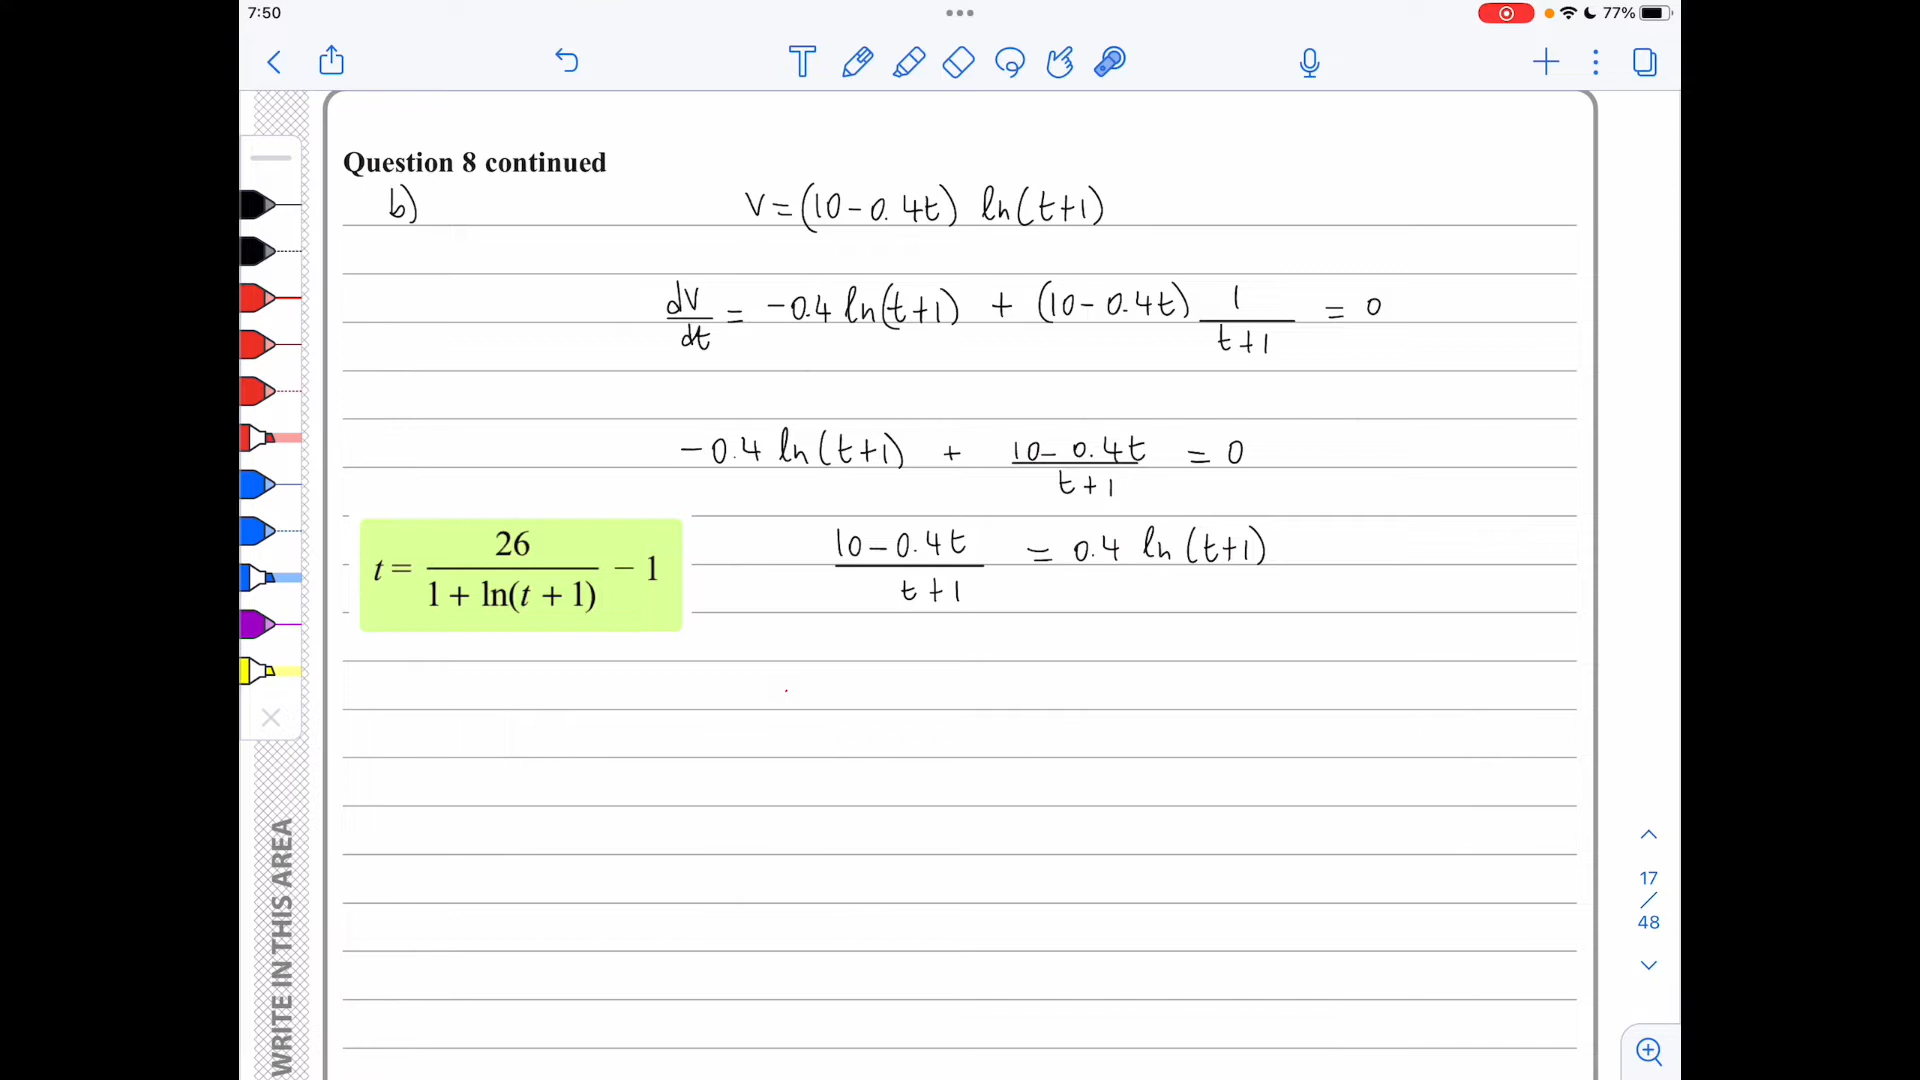 7:50
77%
T
Question 8 continued
b)
V = (10 - 0.4t) ln(t+1)
dV/dt = -0.4 ln(t+1) + (10 - 0.4t) 1/(t+1) = 0
-0.4 ln(t+1) + (10 - 0.4t)/(t+1) = 0
t = 26/(1 + ln(t + 1)) − 1
(10 - 0.4t)/(t+1) = 0.4 ln(t+1)
WRITE IN THIS AREA
17
/
48